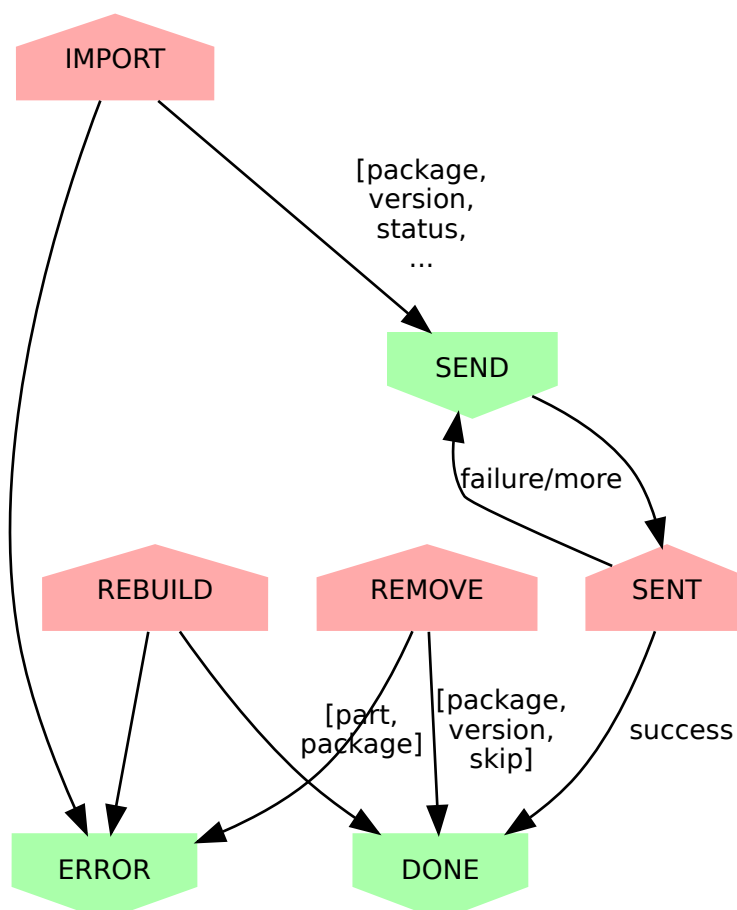 IMPORT
[package,
version,
status,
...
SEND
failure/more
REBUILD
REMOVE
SENT
[part,
package]
[package,
version,
skip]
success
ERROR
DONE